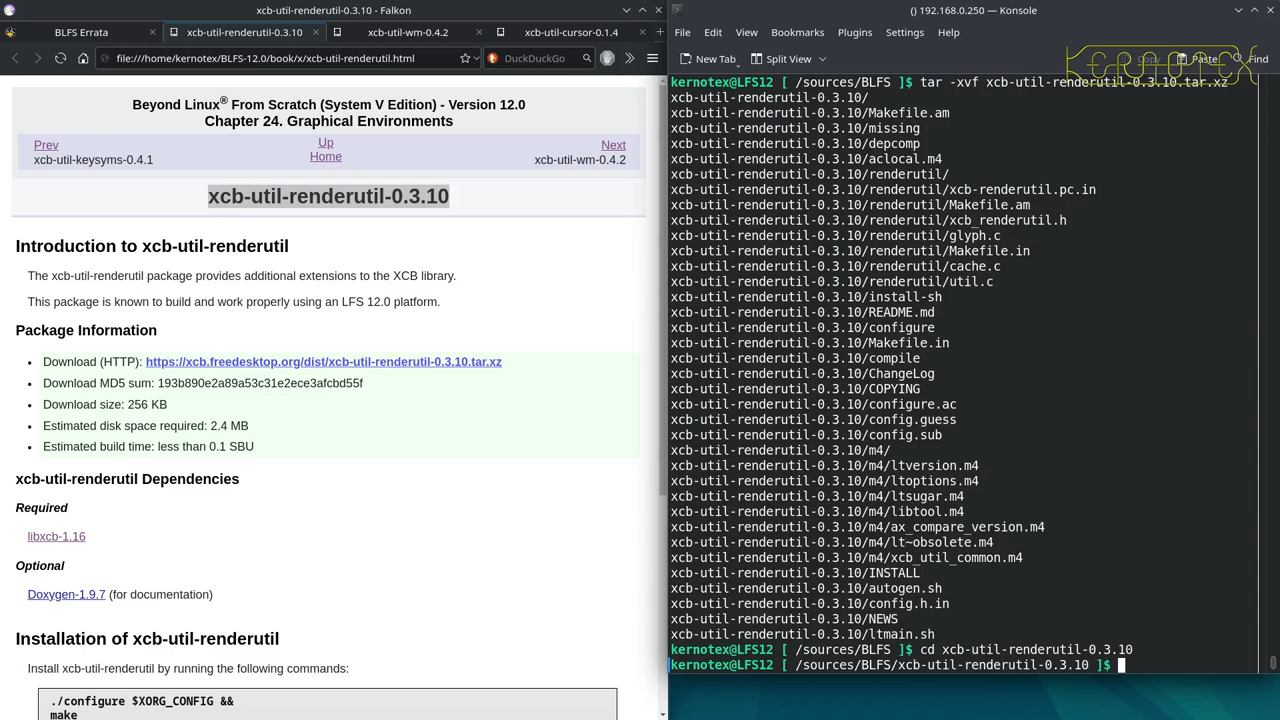 xcb-util-renderutil-0.3.10 - Falkon
BLFS Errata
xcb-util-renderutil-0.3.10
xcb-util-wm-0.4.2
xcb-util-cursor-0.1.4
file:///home/kernotex/BLFS-12.0/book/x/xcb-util-renderutil.html
DuckDuckGo
Beyond Linux® From Scratch (System V Edition) - Version 12.0
Chapter 24. Graphical Environments
Prev
Up
Next
xcb-util-keysyms-0.4.1
Home
xcb-util-wm-0.4.2
xcb-util-renderutil-0.3.10
Introduction to xcb-util-renderutil
The xcb-util-renderutil package provides additional extensions to the XCB library.
This package is known to build and work properly using an LFS 12.0 platform.
Package Information
• Download (HTTP): https://xcb.freedesktop.org/dist/xcb-util-renderutil-0.3.10.tar.xz
• Download MD5 sum: 193b890e2a89a53c31e2ece3afcbd55f
• Download size: 256 KB
• Estimated disk space required: 2.4 MB
• Estimated build time: less than 0.1 SBU
xcb-util-renderutil Dependencies
Required
libxcb-1.16
Optional
Doxygen-1.9.7 (for documentation)
Installation of xcb-util-renderutil
Install xcb-util-renderutil by running the following commands:
./configure $XORG_CONFIG &&
make
() 192.168.0.250 — Konsole
File Edit View Bookmarks Plugins Settings Help
New Tab Split View Copy Paste Find
Kernotex
kernotex@LFS12 [ /sources/BLFS ]$ tar -xvf xcb-util-renderutil-0.3.10.tar.xz
xcb-util-renderutil-0.3.10/
xcb-util-renderutil-0.3.10/Makefile.am
xcb-util-renderutil-0.3.10/missing
xcb-util-renderutil-0.3.10/depcomp
xcb-util-renderutil-0.3.10/aclocal.m4
xcb-util-renderutil-0.3.10/renderutil/
xcb-util-renderutil-0.3.10/renderutil/xcb-renderutil.pc.in
xcb-util-renderutil-0.3.10/renderutil/Makefile.am
xcb-util-renderutil-0.3.10/renderutil/xcb_renderutil.h
xcb-util-renderutil-0.3.10/renderutil/glyph.c
xcb-util-renderutil-0.3.10/renderutil/Makefile.in
xcb-util-renderutil-0.3.10/renderutil/cache.c
xcb-util-renderutil-0.3.10/renderutil/util.c
xcb-util-renderutil-0.3.10/install-sh
xcb-util-renderutil-0.3.10/README.md
xcb-util-renderutil-0.3.10/configure
xcb-util-renderutil-0.3.10/Makefile.in
xcb-util-renderutil-0.3.10/compile
xcb-util-renderutil-0.3.10/ChangeLog
xcb-util-renderutil-0.3.10/COPYING
xcb-util-renderutil-0.3.10/configure.ac
xcb-util-renderutil-0.3.10/config.guess
xcb-util-renderutil-0.3.10/config.sub
xcb-util-renderutil-0.3.10/m4/
xcb-util-renderutil-0.3.10/m4/ltversion.m4
xcb-util-renderutil-0.3.10/m4/ltoptions.m4
xcb-util-renderutil-0.3.10/m4/ltsugar.m4
xcb-util-renderutil-0.3.10/m4/libtool.m4
xcb-util-renderutil-0.3.10/m4/ax_compare_version.m4
xcb-util-renderutil-0.3.10/m4/lt~obsolete.m4
xcb-util-renderutil-0.3.10/m4/xcb_util_common.m4
xcb-util-renderutil-0.3.10/INSTALL
xcb-util-renderutil-0.3.10/autogen.sh
xcb-util-renderutil-0.3.10/config.h.in
xcb-util-renderutil-0.3.10/NEWS
xcb-util-renderutil-0.3.10/ltmain.sh
kernotex@LFS12 [ /sources/BLFS ]$ cd xcb-util-renderutil-0.3.10
kernotex@LFS12 [ /sources/BLFS/xcb-util-renderutil-0.3.10 ]$